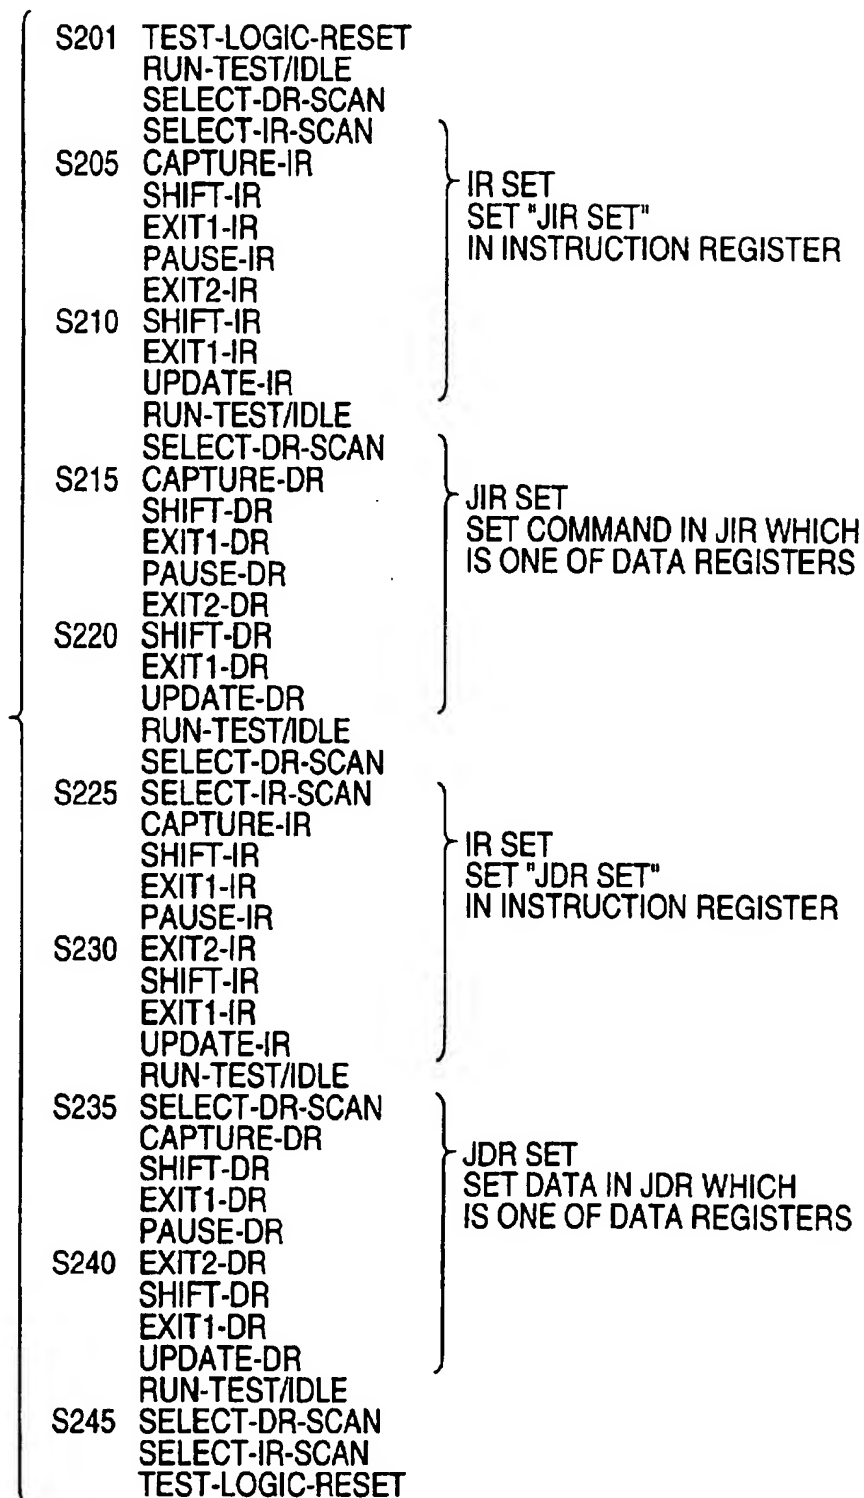 S201 TEST-LOGIC-RESET
RUN-TEST/IDLE
SELECT-DR-SCAN
SELECT-IR-SCAN
S205 CAPTURE-IR
SHIFT-IR
EXIT1-IR
PAUSE-IR
EXIT2-IR
S210 SHIFT-IR
EXIT1-IR
UPDATE-IR
IR SET
SET "JIR SET"
IN INSTRUCTION REGISTER
RUN-TEST/IDLE
SELECT-DR-SCAN
S215 CAPTURE-DR
SHIFT-DR
EXIT1-DR
PAUSE-DR
EXIT2-DR
S220 SHIFT-DR
EXIT1-DR
UPDATE-DR
JIR SET
SET COMMAND IN JIR WHICH
IS ONE OF DATA REGISTERS
RUN-TEST/IDLE
SELECT-DR-SCAN
S225 SELECT-IR-SCAN
CAPTURE-IR
SHIFT-IR
EXIT1-IR
PAUSE-IR
S230 EXIT2-IR
SHIFT-IR
EXIT1-IR
UPDATE-IR
IR SET
SET "JDR SET"
IN INSTRUCTION REGISTER
RUN-TEST/IDLE
S235 SELECT-DR-SCAN
CAPTURE-DR
SHIFT-DR
EXIT1-DR
PAUSE-DR
S240 EXIT2-DR
SHIFT-DR
EXIT1-DR
UPDATE-DR
JDR SET
SET DATA IN JDR WHICH
IS ONE OF DATA REGISTERS
RUN-TEST/IDLE
S245 SELECT-DR-SCAN
SELECT-IR-SCAN
TEST-LOGIC-RESET